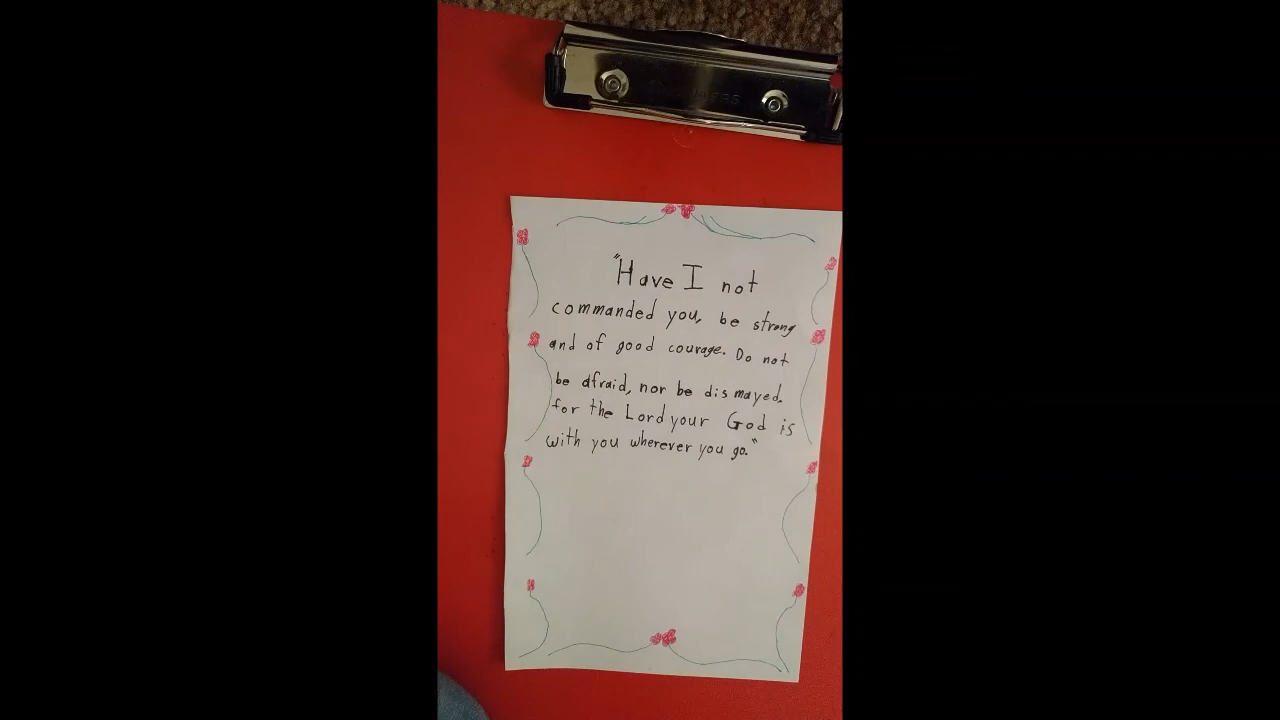 "Have I not
commanded you, be strong
and of good courage. Do not
be afraid, nor be dismayed.
for the Lord your God is
with you wherever you go."